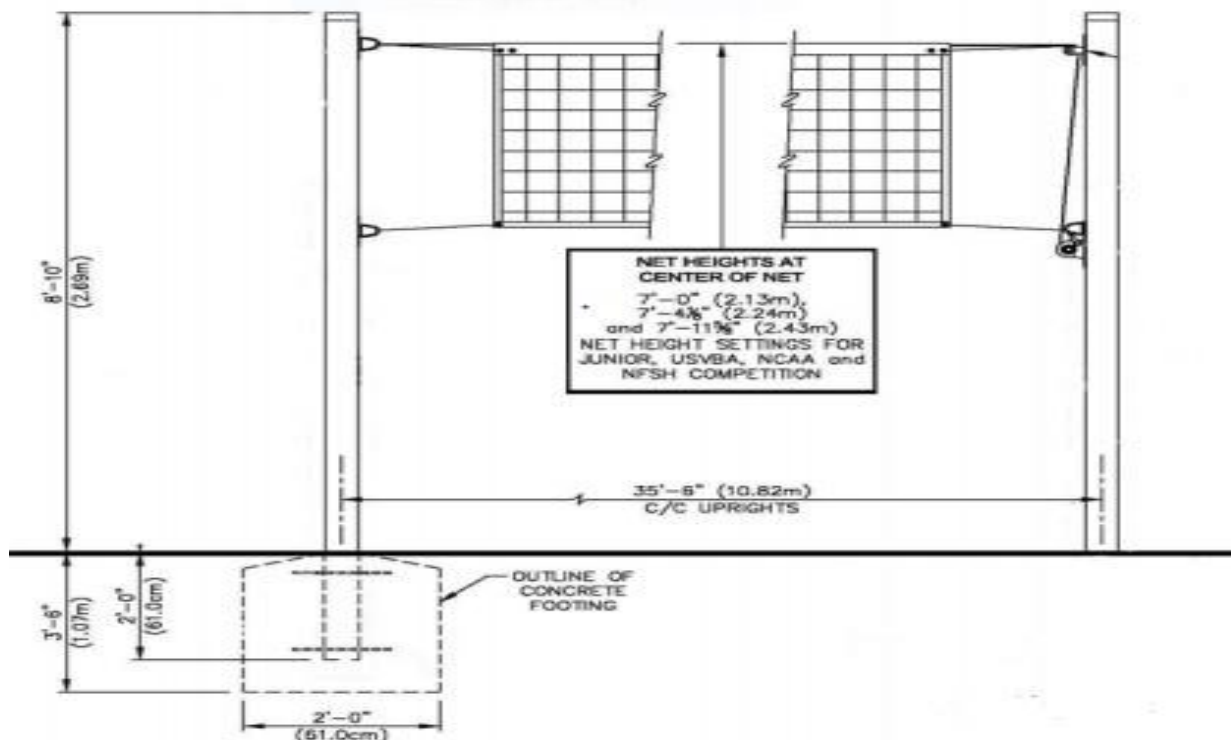 8'-10"
(2.69m)
NET HEIGHTS AT
CENTER OF NET
7'-0" (2.13m),
7'-4⅛" (2.24m)
and 7'-11⅝" (2.43m)
NET HEIGHT SETTINGS FOR
JUNIOR, USVBA, NCAA and
NFSH COMPETITION
35'-6" (10.82m)
C/C UPRIGHTS
OUTLINE OF
CONCRETE
FOOTING
3'-6"
(1.07m)
2'-0"
(61.0cm)
2'-0"
(61.0cm)